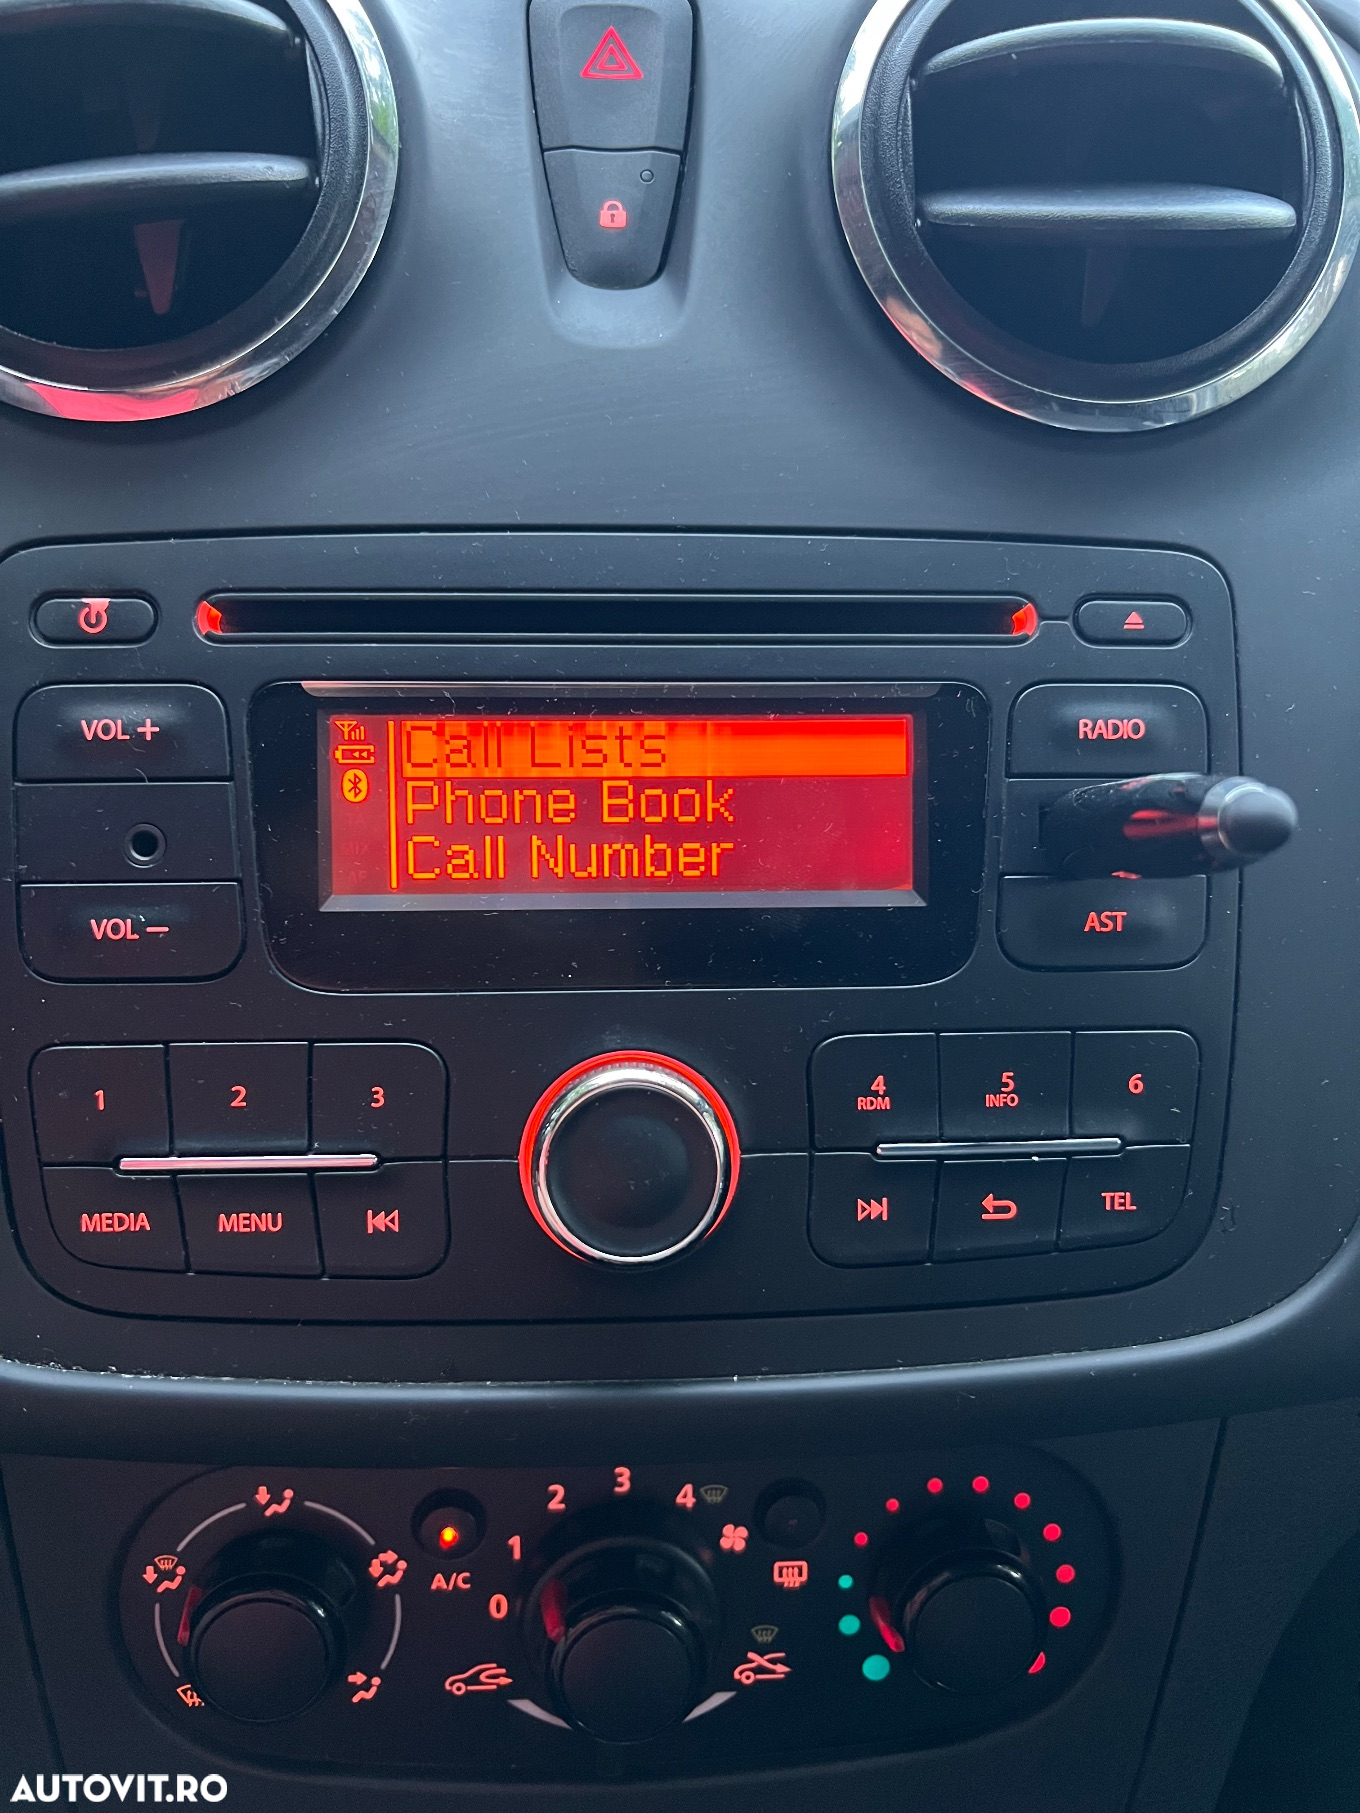 VOL +
RADIO
Call Lists
Phone Book
Call Number
VOL −
AST
1
2
3
4
RDM
5
INFO
6
MEDIA
MENU
TEL
A/C
0
1
2
3
4
AUTOVIT.RO